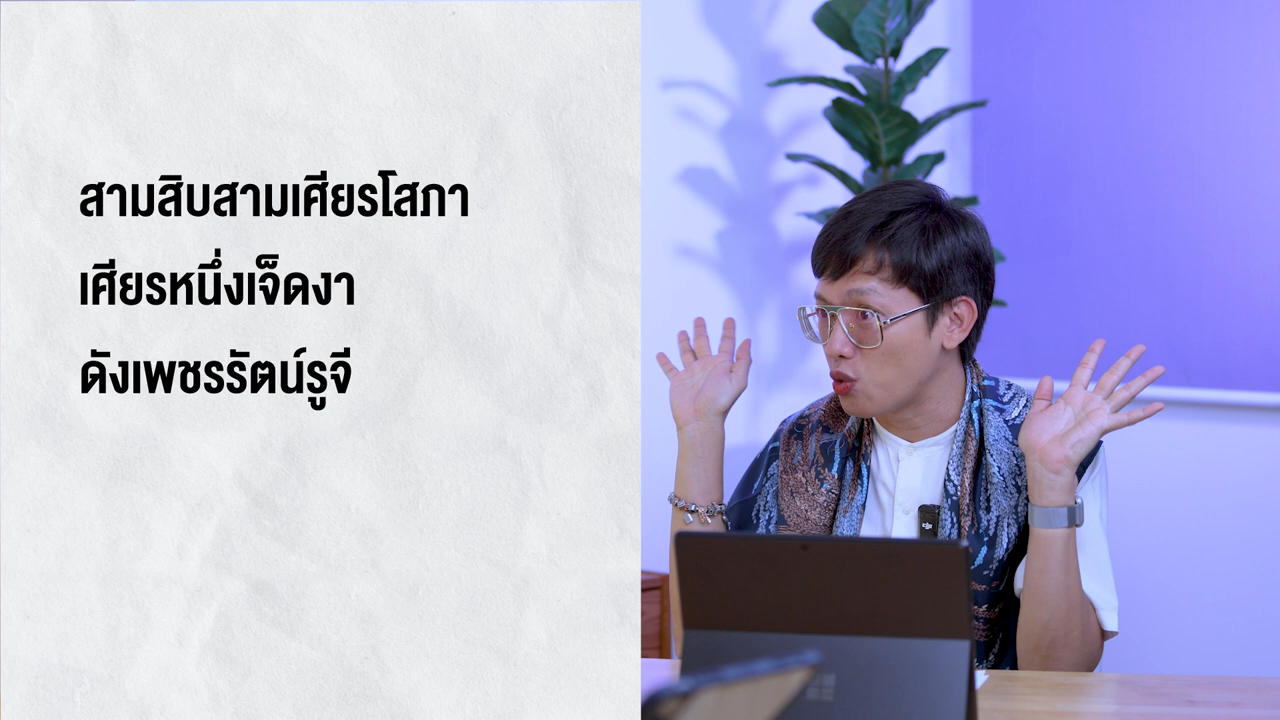 สามสิบสามเศียรโสภา
เศียรหนึ่งเจ็ดงา
ดังเพชรรัตน์รูจี
dji